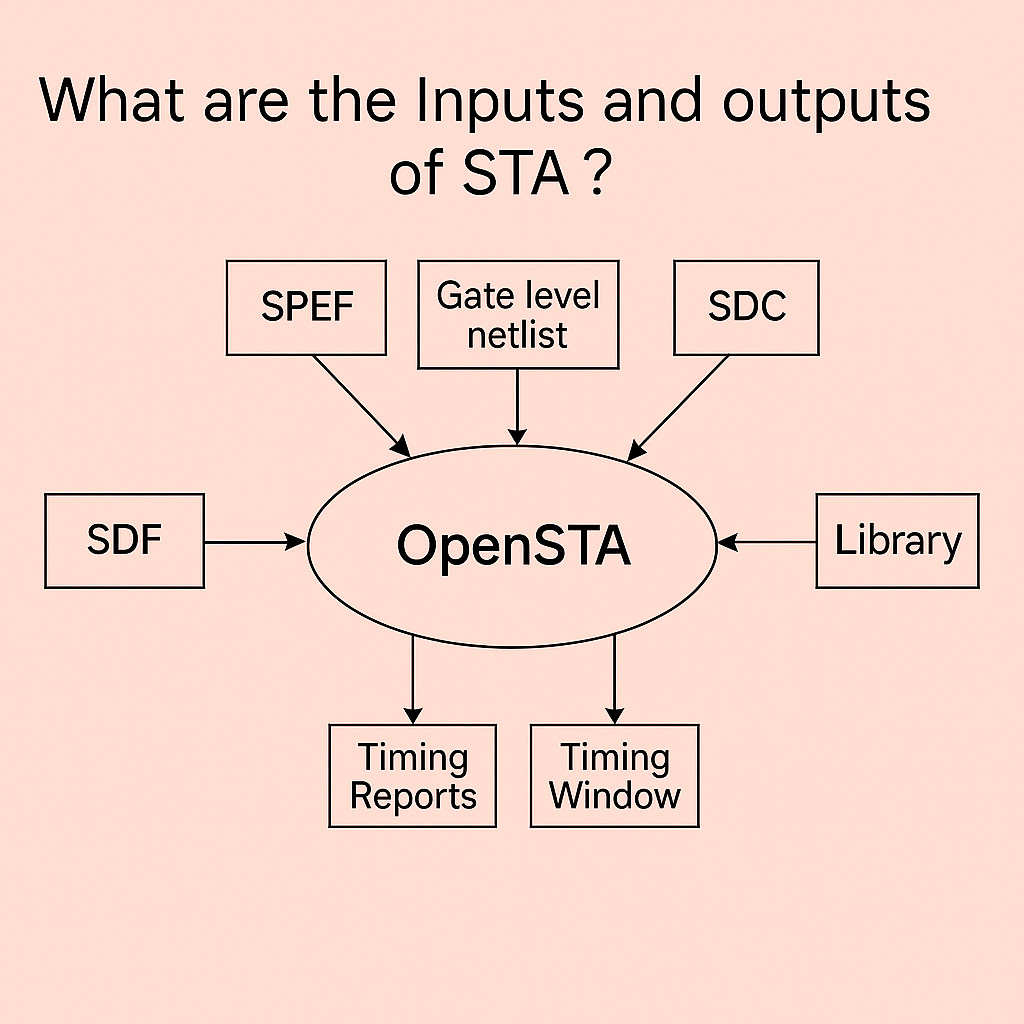 What are the Inputs and outputs
of STA ?
SPEF
Gate level
netlist
SDC
SDF
OpenSTA
Library
Timing
Reports
Timing
Window